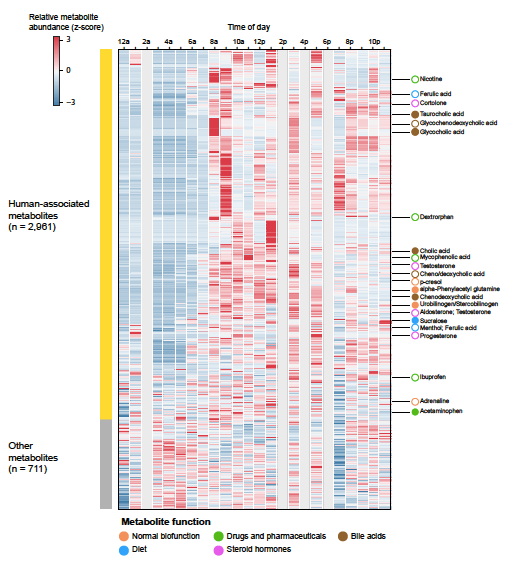 Relative metabolite
abundance (z-score)
3
0
−3
Time of day
12a 2a 4a 6a 8a 10a 12p 2p 4p 6p 8p 10p
Human-associated
metabolites
(n = 2,961)
Other
metabolites
(n = 711)
Nicotine
Ferulic acid
Cortolone
Taurocholic acid
Glycochenodeoxycholic acid
Glycocholic acid
Dextrorphan
Cholic acid
Mycophenolic acid
Testosterone
Cheno/deoxycholic acid
p-cresol
alpha-Phenylacetyl glutamine
Chenodeoxycholic acid
Urobilinogen/Stercobilinogen
Aldosterone; Testosterone
Sucralose
Menthol; Ferulic acid
Progesterone
Ibuprofen
Adrenaline
Acetaminophen
Metabolite function
Normal biofunction Drugs and pharmaceuticals Bile acids
Diet Steroid hormones